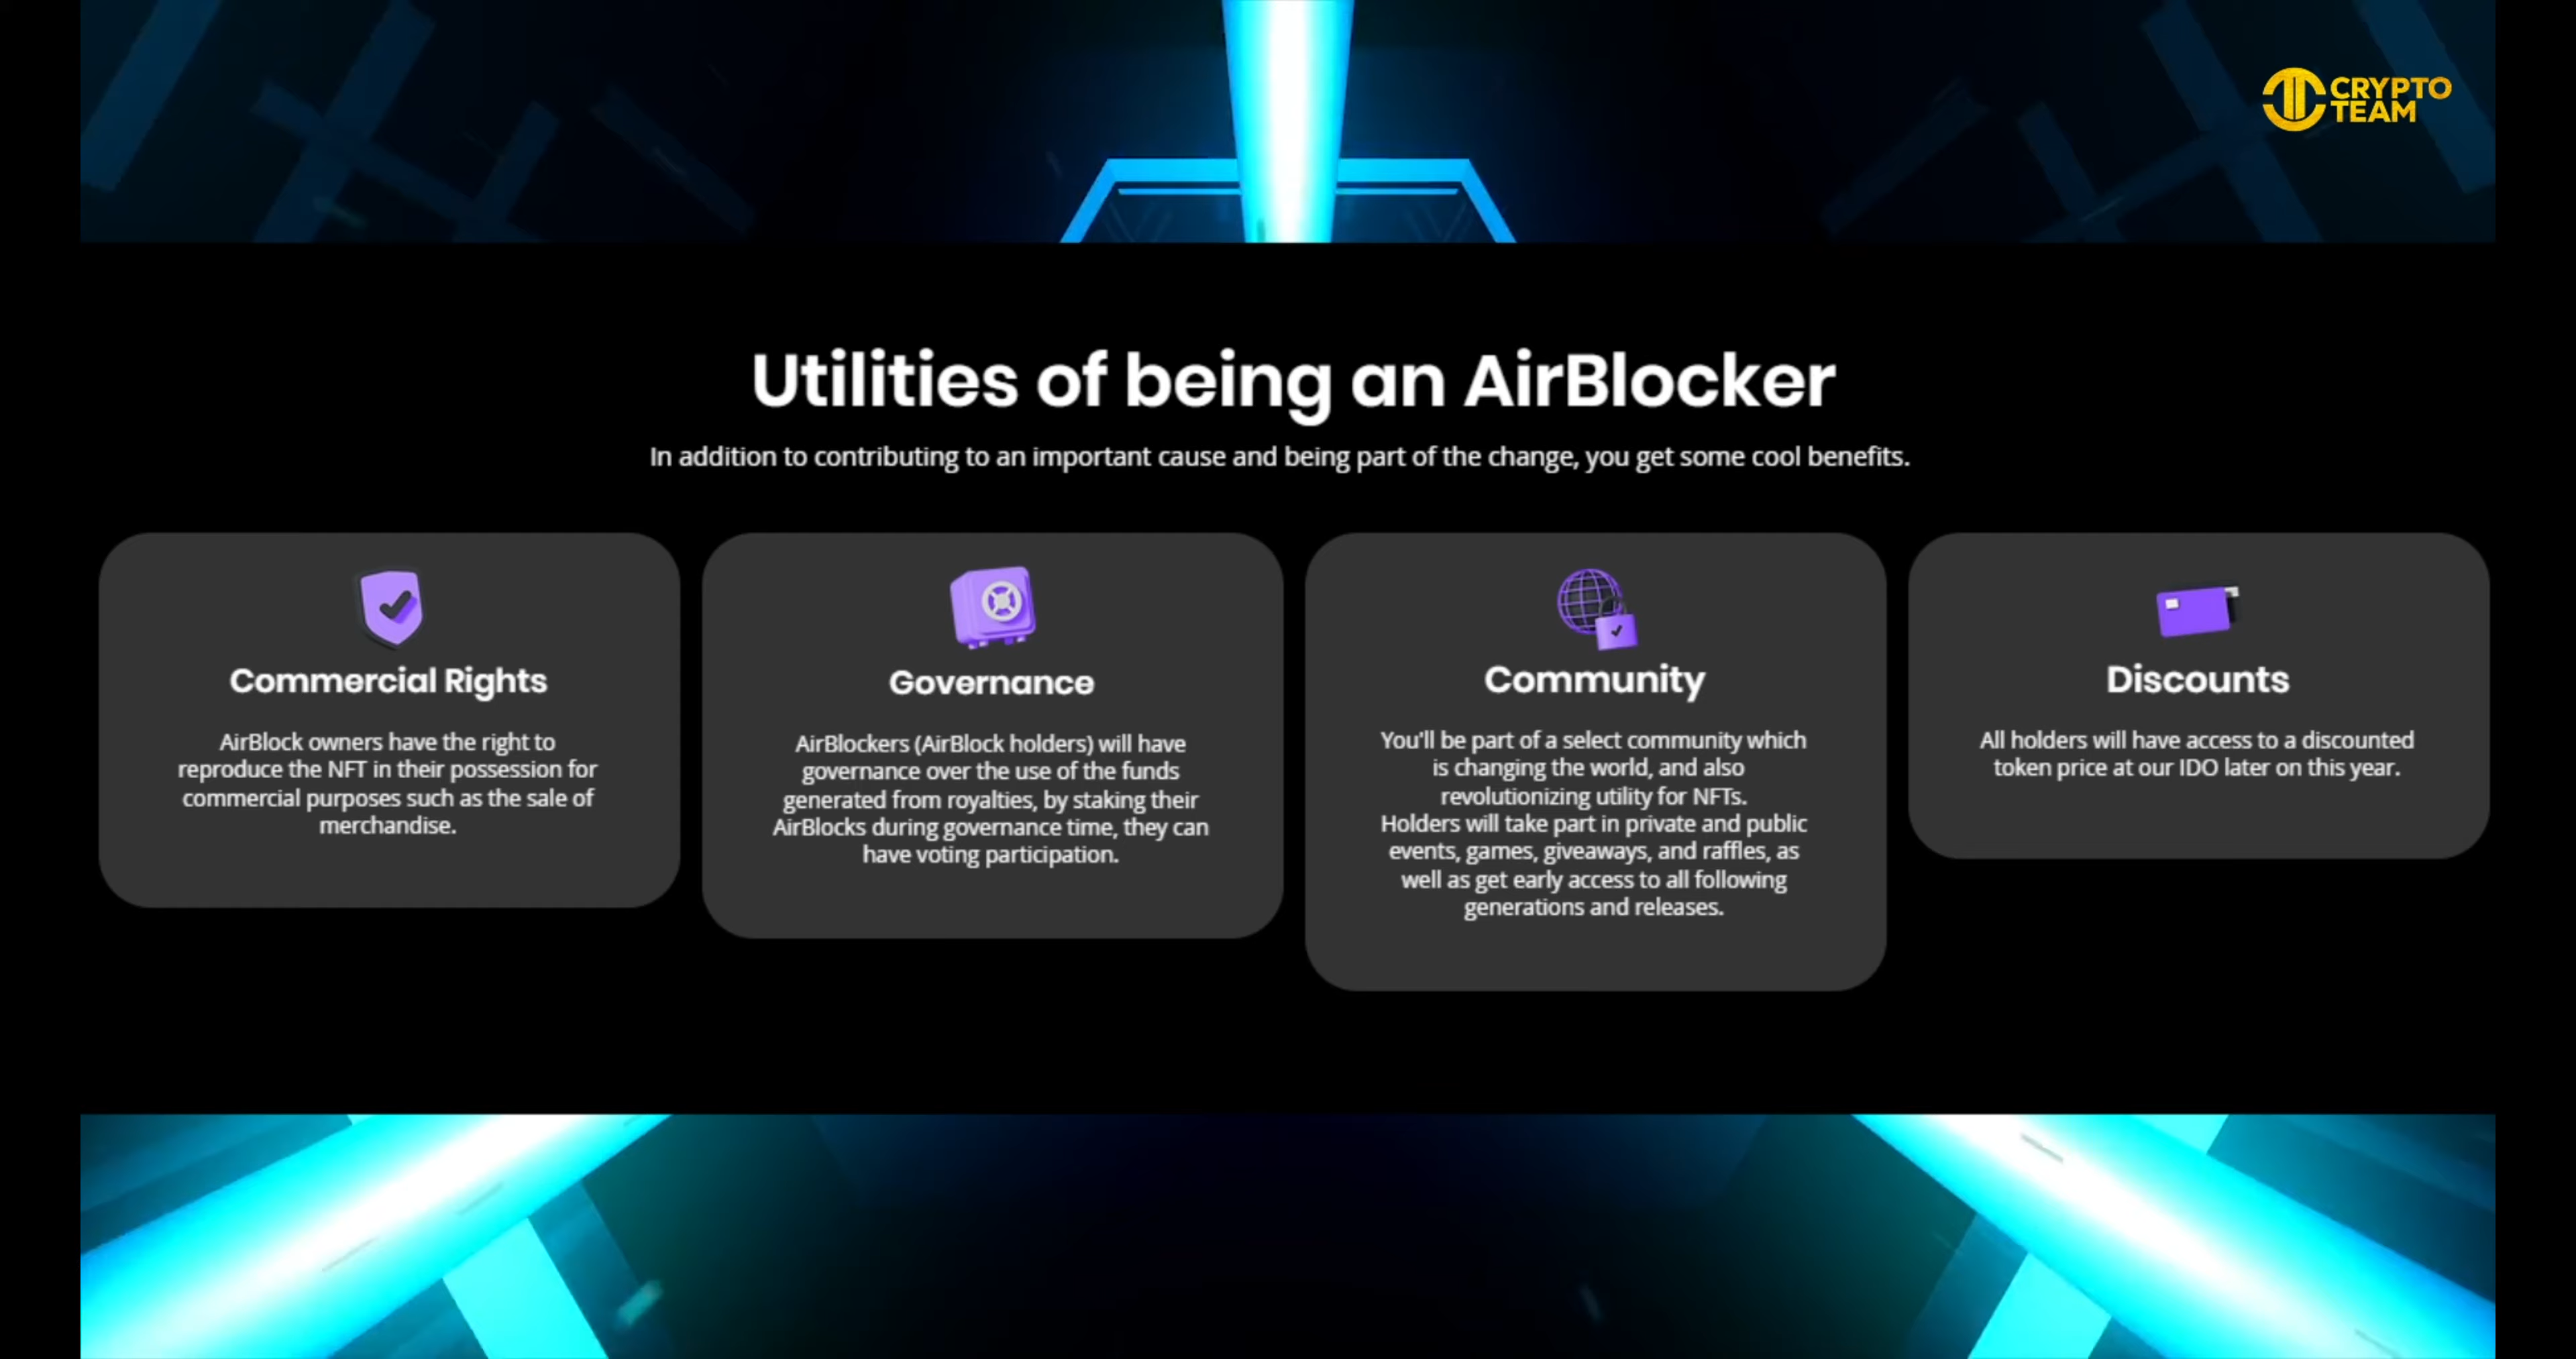 CRYPTO
TEAM
Utilities of being an AirBlocker
In addition to contributing to an important cause and being part of the change, you get some cool benefits.
Commercial Rights
AirBlock owners have the right to
reproduce the NFT in their possession for
commercial purposes such as the sale of
merchandise.
Governance
AirBlockers (AirBlock holders) will have
governance over the use of the funds
generated from royalties, by staking their
AirBlocks during governance time, they can
have voting participation.
Community
You'll be part of a select community which
is changing the world, and also
revolutionizing utility for NFTs.
Holders will take part in private and public
events, games, giveaways, and raffles, as
well as get early access to all following
generations and releases.
Discounts
All holders will have access to a discounted
token price at our IDO later on this year.